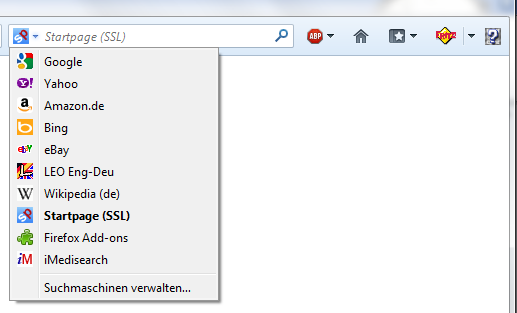 Startpage (SSL)
ABP
FRITZ!
Google
Yahoo
Amazon.de
Bing
eBay
LEO Eng-Deu
Wikipedia (de)
Startpage (SSL)
Firefox Add-ons
iMedisearch
Suchmaschinen verwalten...